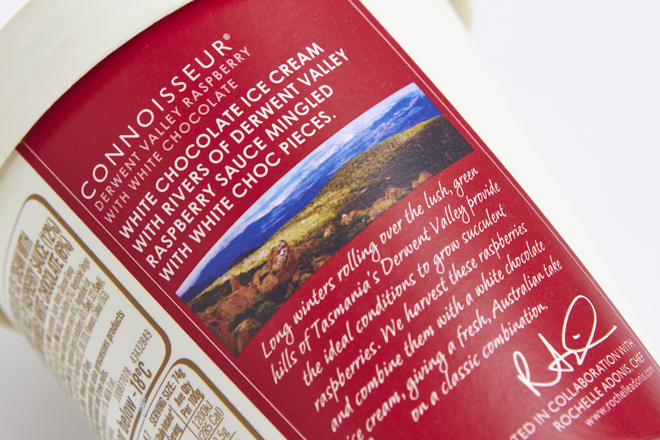 CONNOISSEUR®
DERWENT VALLEY RASPBERRY
WITH WHITE CHOCOLATE
WHITE CHOCOLATE ICE CREAM
WITH RIVERS OF DERWENT VALLEY
RASPBERRY SAUCE MINGLED
WITH WHITE CHOC PIECES.
Long winters rolling over the lush, green
hills of Tasmania's Derwent Valley provide
the ideal conditions to grow succulent
raspberries. We harvest these raspberries
and combine them with a white chocolate
ice cream, giving a fresh, Australian take
on a classic combination.
IN COLLABORATION WITH
ROCHELLE ADONIS, CHEF
www.rochelleadonis.com
products
43432849
below -18°C
SERVING SIZE: 74g
Per 100g